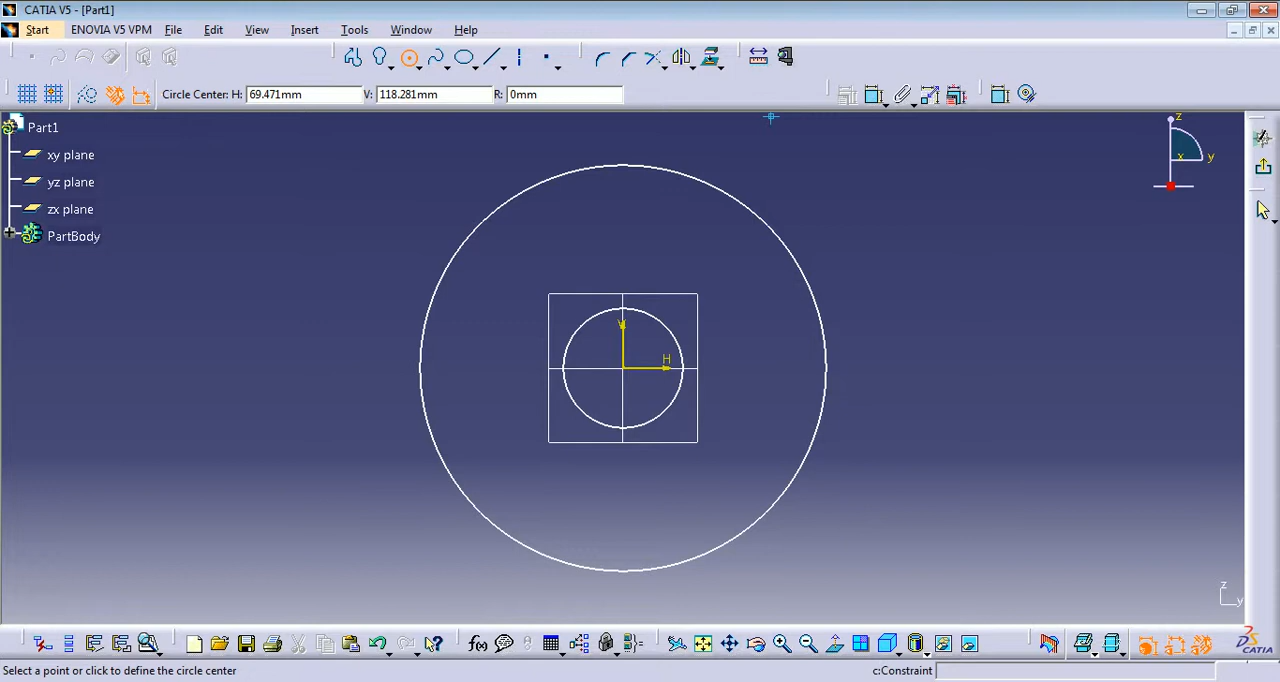 CATIA V5 - [Part1]
Start ENOVIA V5 VPM File Edit View Insert Tools Window Help
Circle Center: H: 69.471mm V: 118.281mm R: 0mm
Part1
xy plane
yz plane
zx plane
PartBody
z
x y
V
H
z
y
f(x)
CATIA
Select a point or click to define the circle center c:Constraint